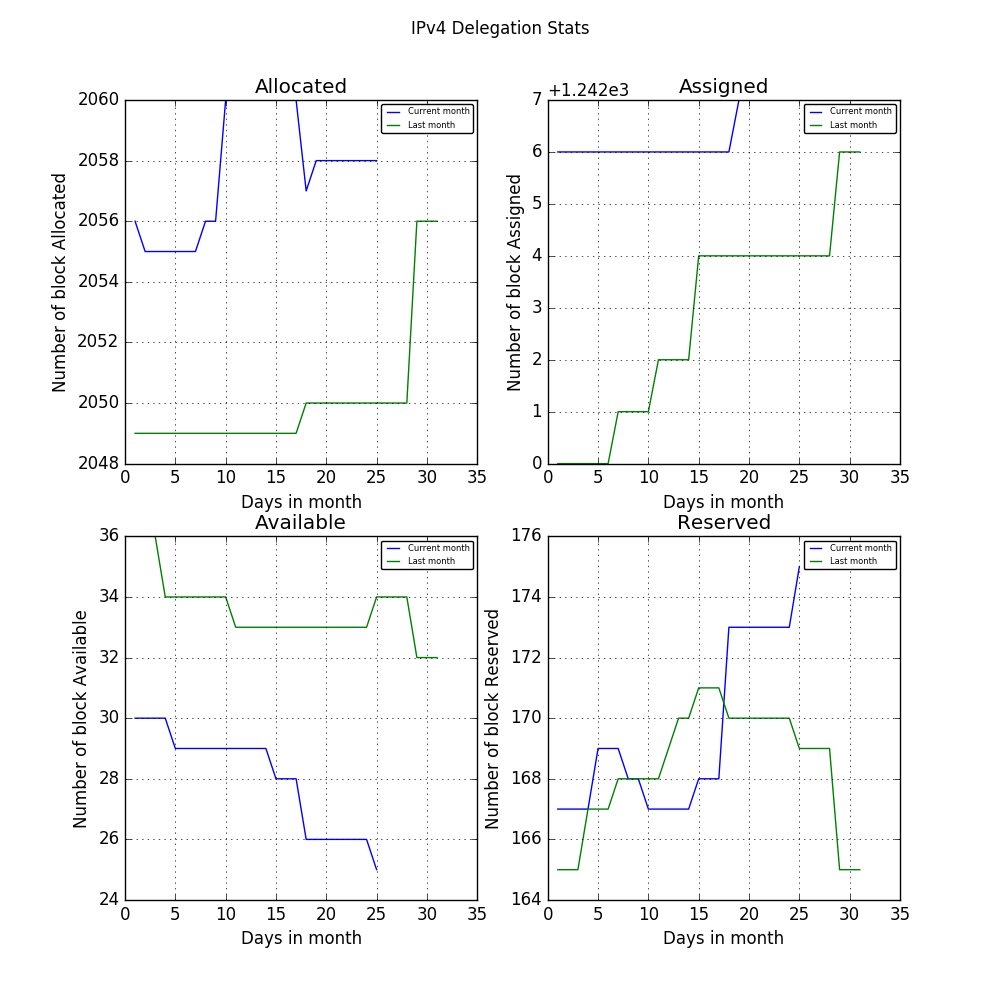 IPv4 Delegation Stats
Allocated
Number of block Allocated
2060
2058
2056
2054
2052
2050
2048
0 5 10 15 20 25 30 35
Days in month
Current month
Last month
Assigned
+1.242e3
Number of block Assigned
7
6
5
4
3
2
1
0
0 5 10 15 20 25 30 35
Days in month
Current month
Last month
Available
Number of block Available
36
34
32
30
28
26
24
0 5 10 15 20 25 30 35
Days in month
Current month
Last month
Reserved
Number of block Reserved
176
174
172
170
168
166
164
0 5 10 15 20 25 30 35
Days in month
Current month
Last month